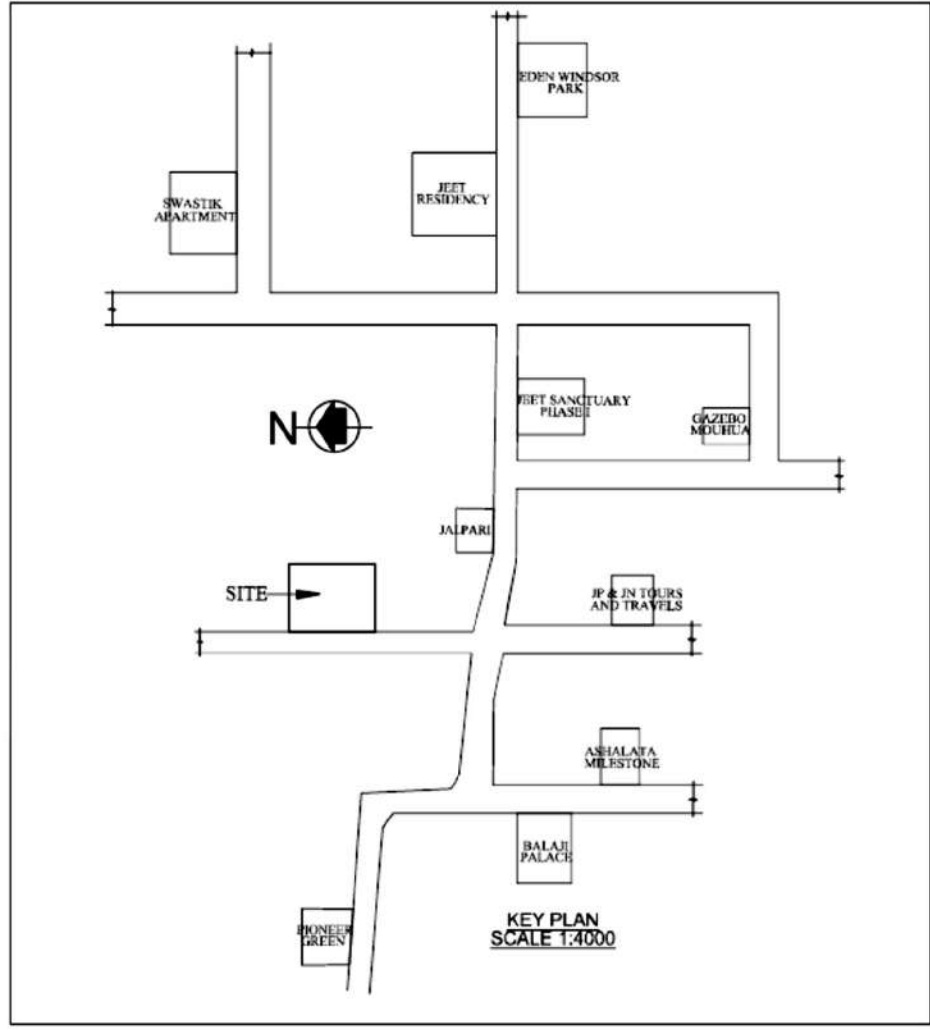 EDEN WINDSOR
PARK
JEET
RESIDENCY
SWASTIK
APARTMENT
JEET SANCTUARY
PHASE I
GAZEBO
MOUHUA
N
JALPARI
SITE
JP & JN TOURS
AND TRAVELS
ASHALATA
MILESTONE
BALAJI
PALACE
PIONEER
GREEN
KEY PLAN
SCALE 1:4000